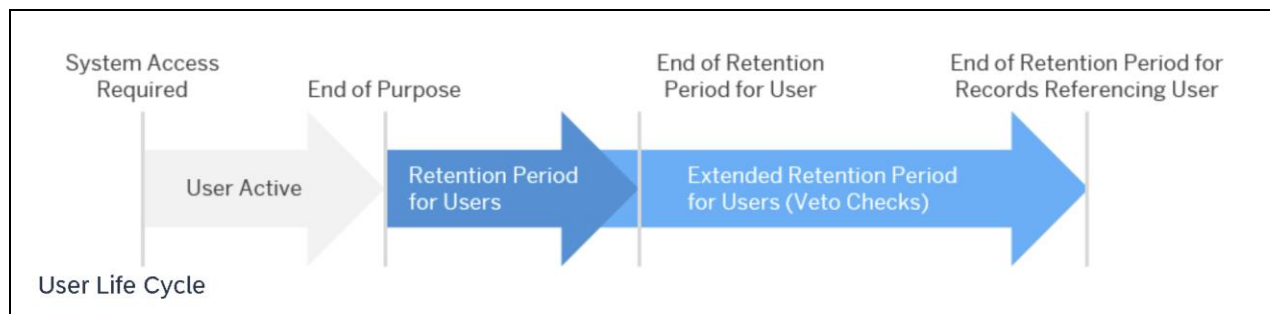 System Access
Required
End of Purpose
End of Retention
Period for User
End of Retention Period for
Records Referencing User
User Active
Retention Period
for Users
Extended Retention Period
for Users (Veto Checks)
User Life Cycle